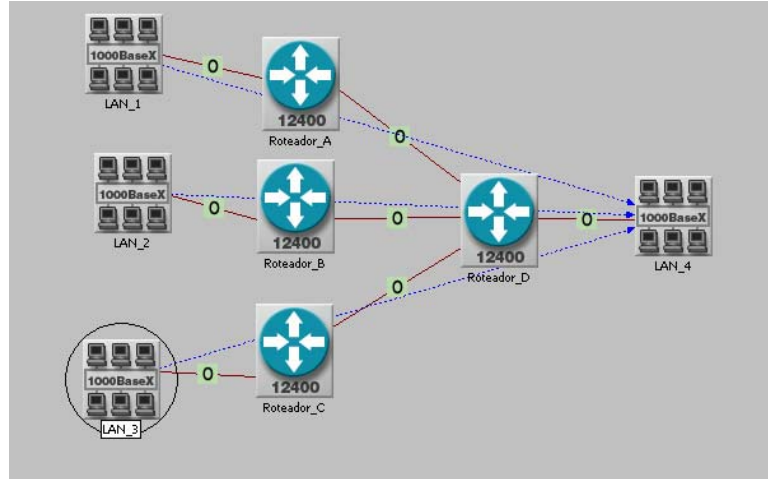 1000BaseX
LAN_1
0
12400
Roteador_A
0
1000BaseX
LAN_2
0
12400
Roteador_B
0
12400
Roteador_D
0
1000BaseX
LAN_4
1000BaseX
LAN_3
0
12400
Roteador_C
0